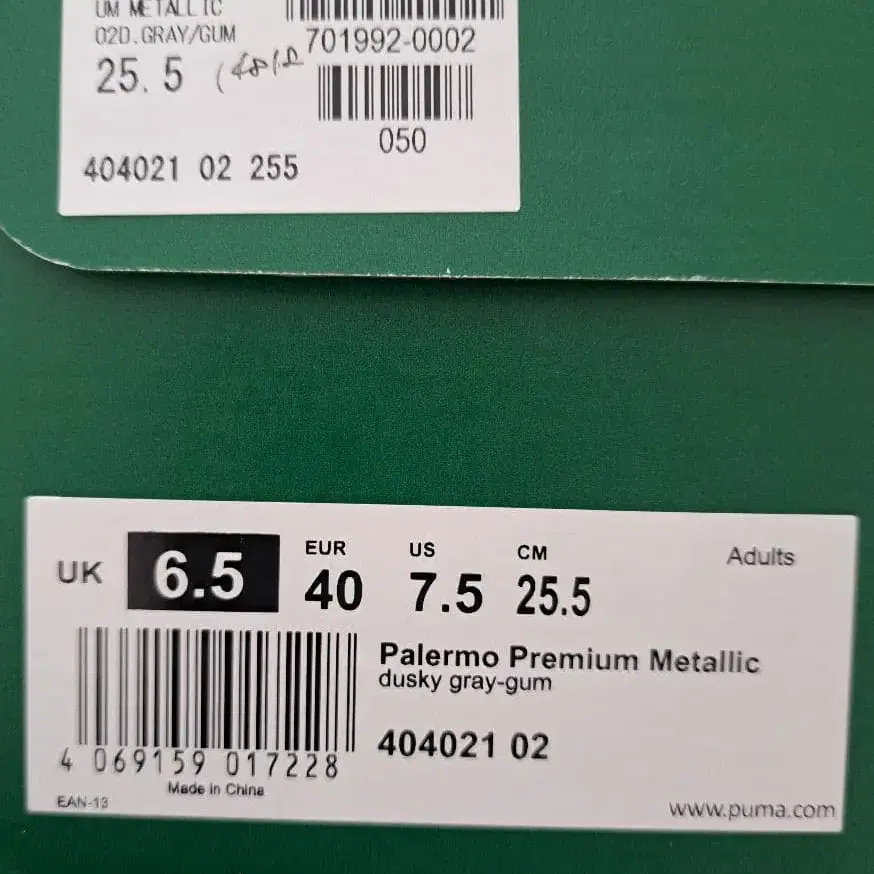 UM METALLIC
02D.GRAY/GUM
701992-0002
25.5
050
404021 02 255
UK 6.5
EUR 40
US 7.5
CM 25.5
Adults
Palermo Premium Metallic
dusky gray-gum
404021 02
4 069159 017228
Made in China
EAN-13
www.puma.com